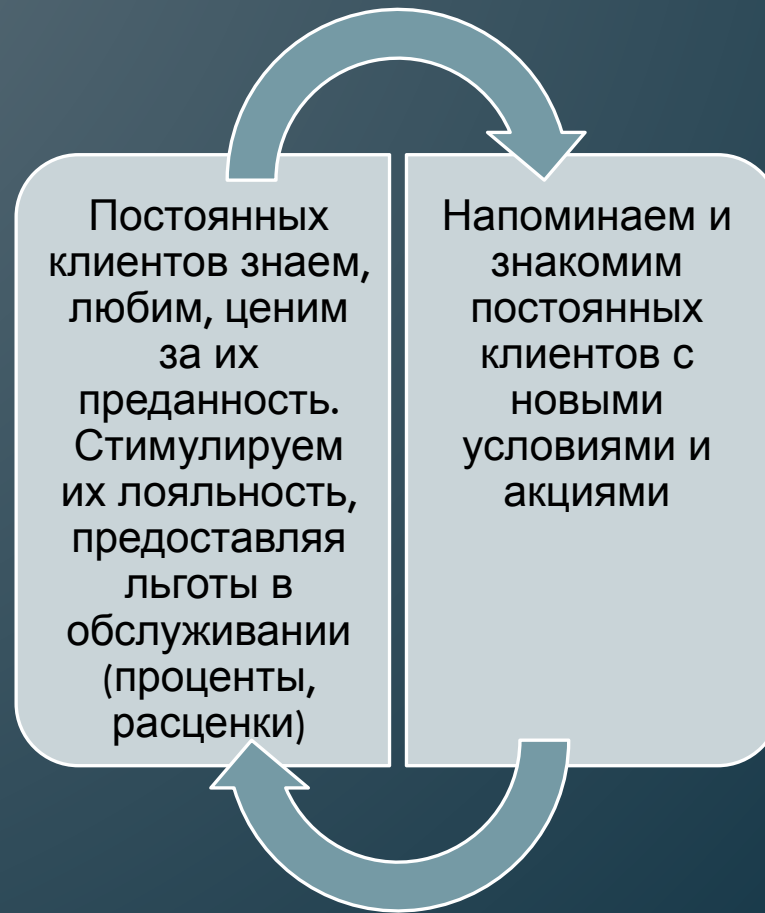 Постоянных
клиентов знаем,
любим, ценим
за их
преданность.
Стимулируем
их лояльность,
предоставляя
льготы в
обслуживании
(проценты,
расценки)
Напоминаем и
знакомим
постоянных
клиентов с
новыми
условиями и
акциями